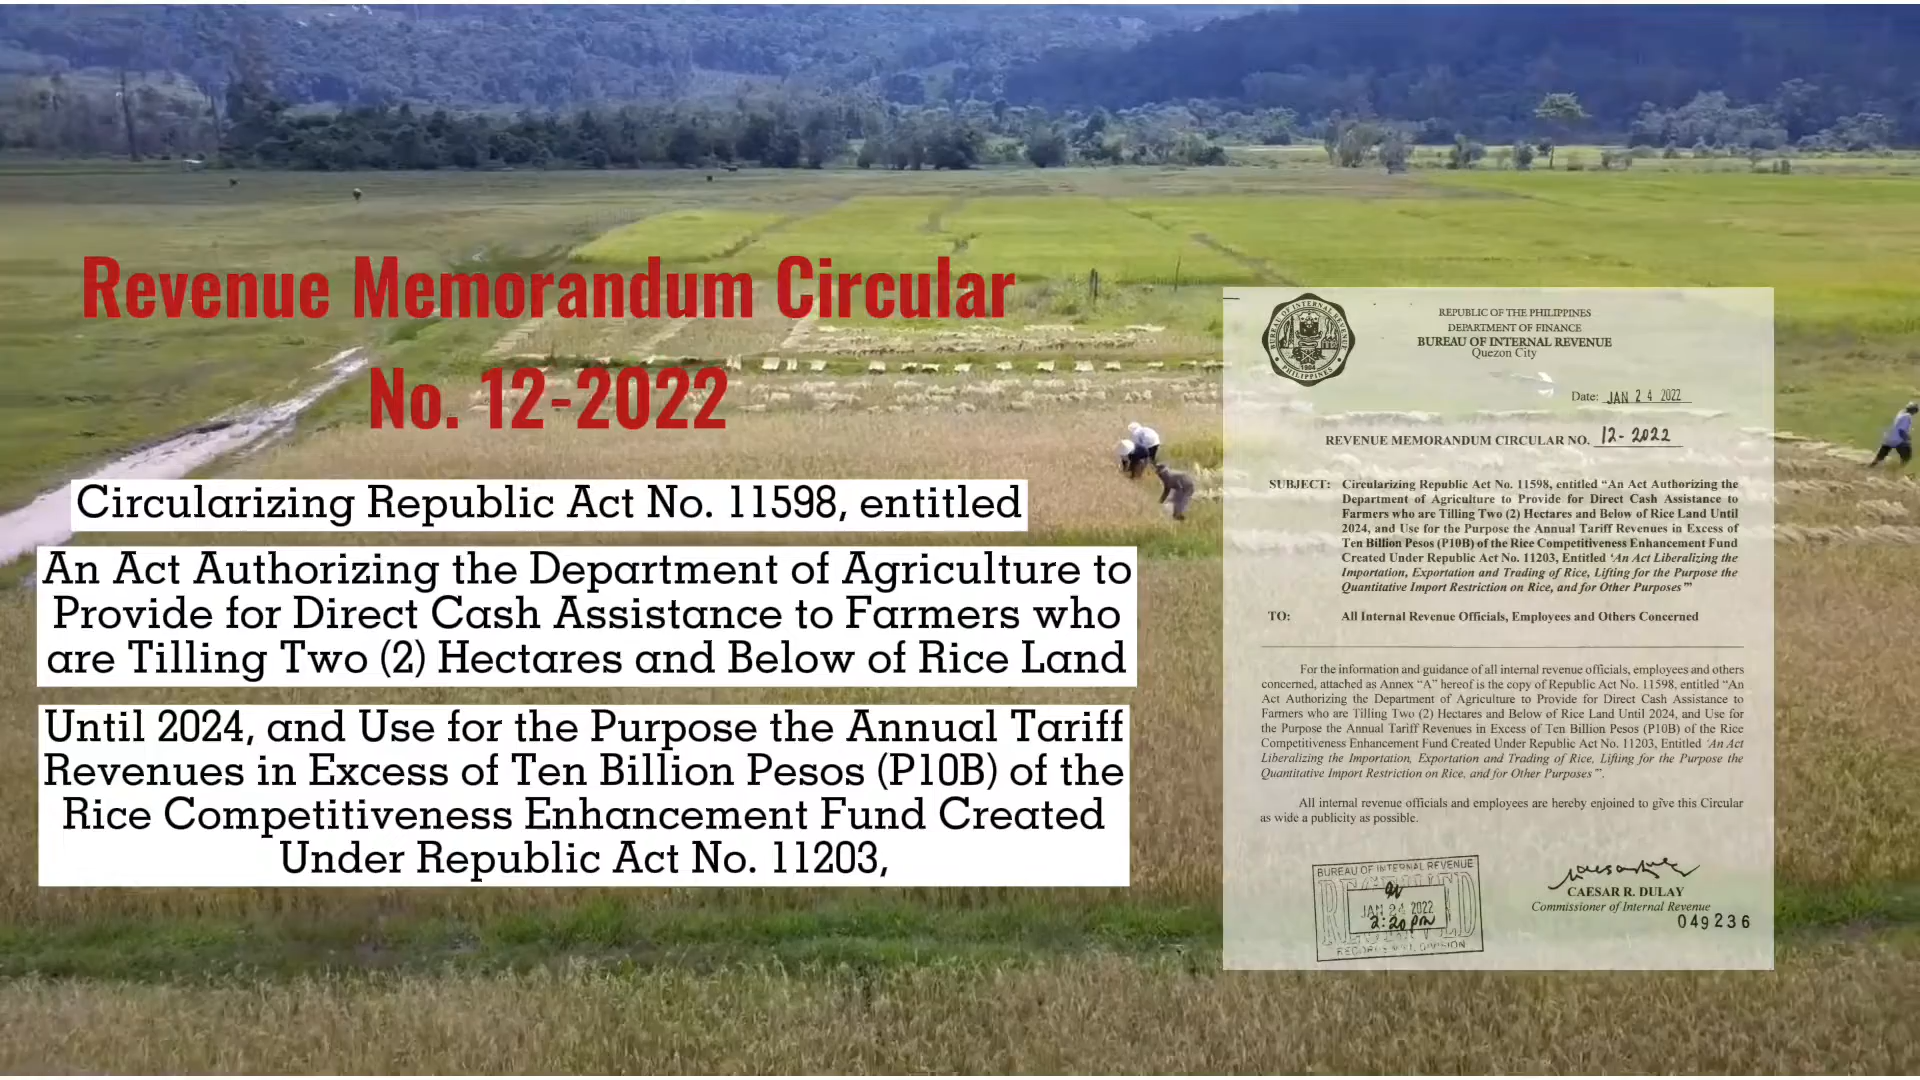 Revenue Memorandum Circular
No. 12-2022
Circularizing Republic Act No. 11598, entitled
An Act Authorizing the Department of Agriculture to
Provide for Direct Cash Assistance to Farmers who
are Tilling Two (2) Hectares and Below of Rice Land
Until 2024, and Use for the Purpose the Annual Tariff
Revenues in Excess of Ten Billion Pesos (P10B) of the
Rice Competitiveness Enhancement Fund Created
Under Republic Act No. 11203,
BUREAU OF INTERNAL REVENUE
1904
PHILIPPINES
REPUBLIC OF THE PHILIPPINES
DEPARTMENT OF FINANCE
BUREAU OF INTERNAL REVENUE
Quezon City
Date: JAN 24 2022
REVENUE MEMORANDUM CIRCULAR NO. 12-2022
SUBJECT: Circularizing Republic Act No. 11598, entitled “An Act Authorizing the
Department of Agriculture to Provide for Direct Cash Assistance to
Farmers who are Tilling Two (2) Hectares and Below of Rice Land Until
2024, and Use for the Purpose the Annual Tariff Revenues in Excess of
Ten Billion Pesos (P10B) of the Rice Competitiveness Enhancement Fund
Created Under Republic Act No. 11203, Entitled ‘An Act Liberalizing the
Importation, Exportation and Trading of Rice, Lifting for the Purpose the
Quantitative Import Restriction on Rice, and for Other Purposes’”
TO: All Internal Revenue Officials, Employees and Others Concerned
For the information and guidance of all internal revenue officials, employees and others
concerned, attached as Annex “A” hereof is the copy of Republic Act No. 11598, entitled “An
Act Authorizing the Department of Agriculture to Provide for Direct Cash Assistance to
Farmers who are Tilling Two (2) Hectares and Below of Rice Land Until 2024, and Use for
the Purpose the Annual Tariff Revenues in Excess of Ten Billion Pesos (P10B) of the Rice
Competitiveness Enhancement Fund Created Under Republic Act No. 11203, Entitled ‘An Act
Liberalizing the Importation, Exportation and Trading of Rice, Lifting for the Purpose the
Quantitative Import Restriction on Rice, and for Other Purposes’”.
All internal revenue officials and employees are hereby enjoined to give this Circular
as wide a publicity as possible.
BUREAU OF INTERNAL REVENUE
RECEIVED
JAN 24 2022
2:20 PM
DIVISION
CAESAR R. DULAY
Commissioner of Internal Revenue
049236